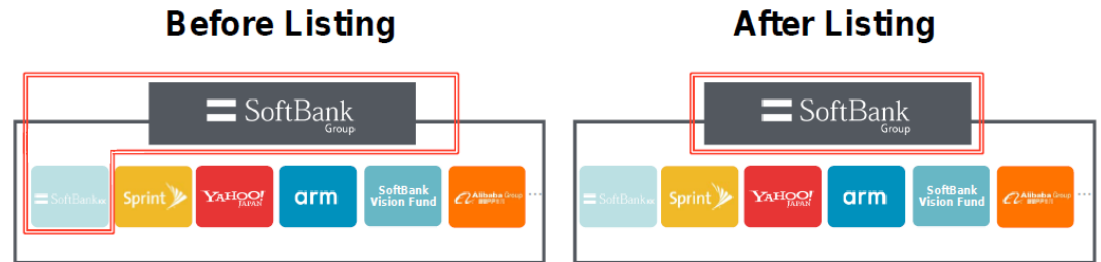 Before Listing
After Listing
SoftBank
Group
SoftBank
Sprint
YAHOO!
JAPAN
arm
SoftBank
Vision Fund
Alibaba Group
SoftBank
Group
SoftBank
Sprint
YAHOO!
JAPAN
arm
SoftBank
Vision Fund
Alibaba Group